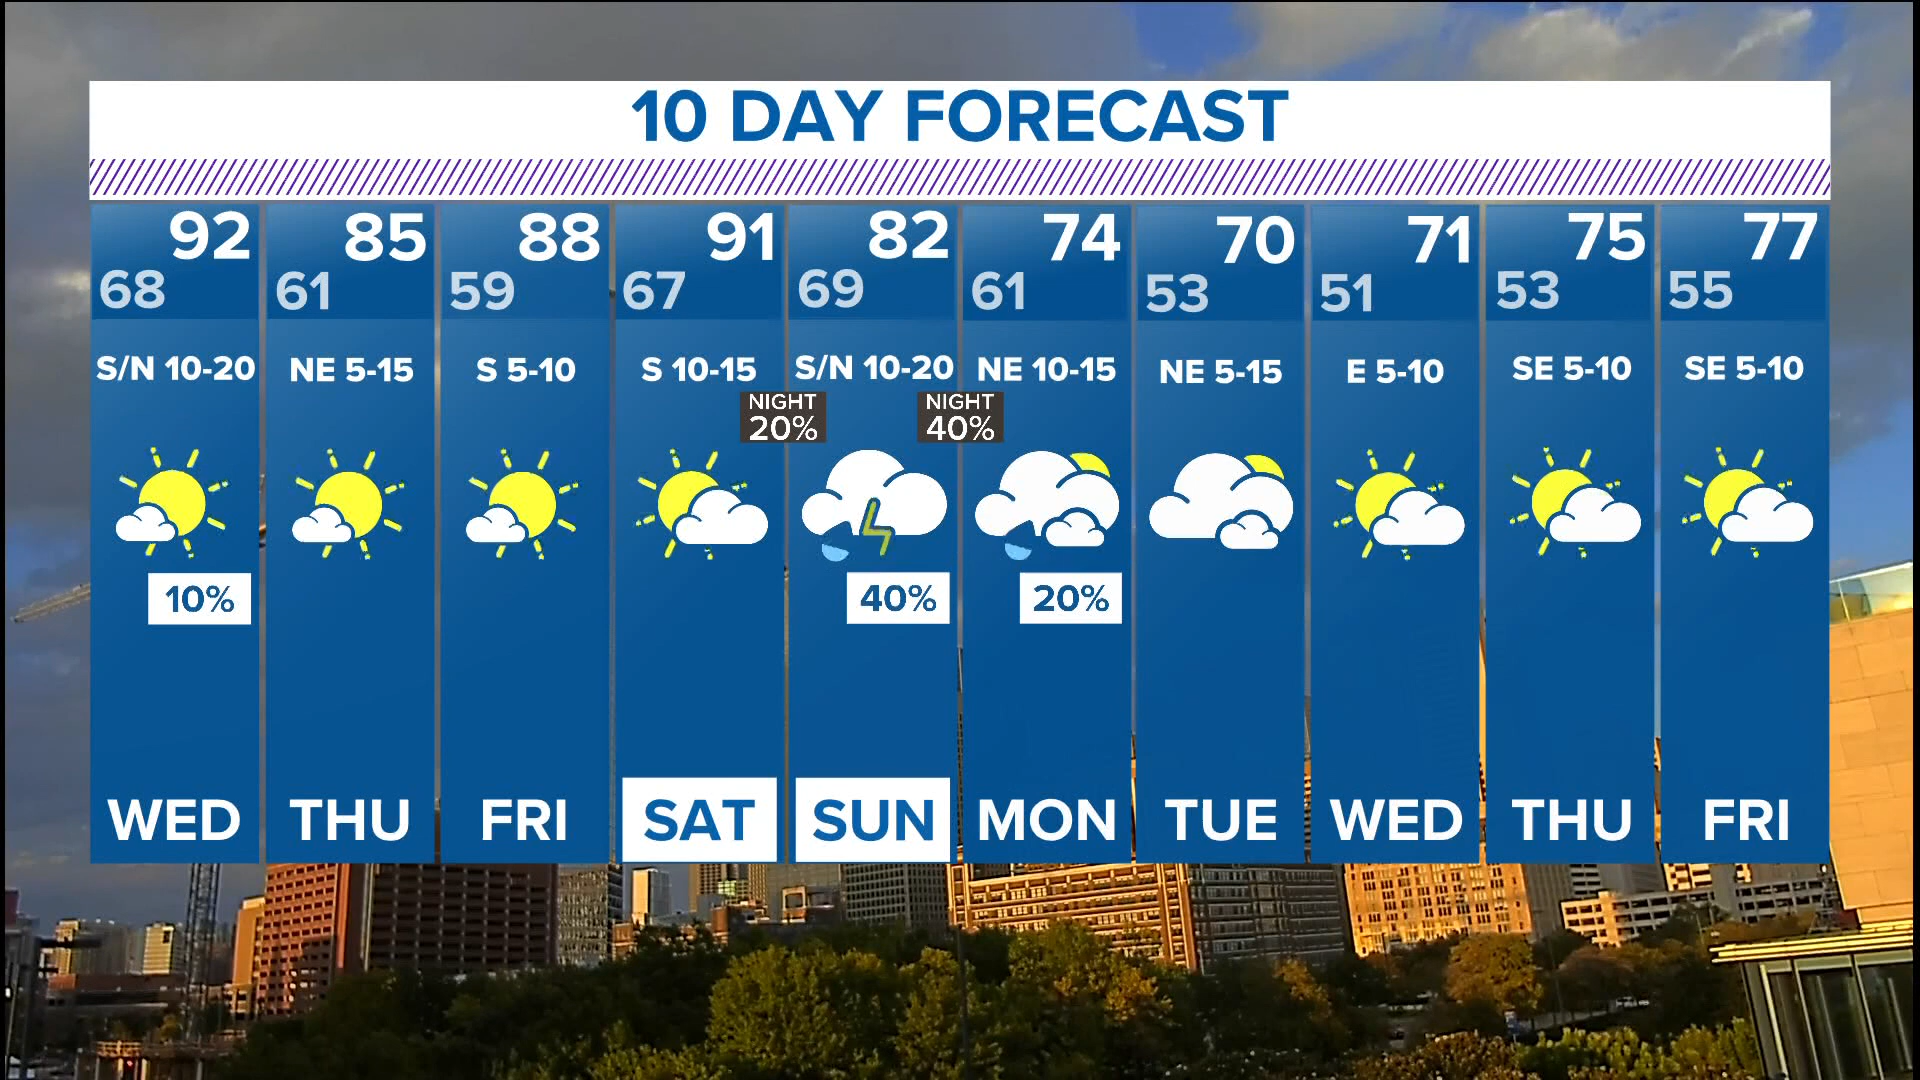 10 DAY FORECAST
92 85 88 91 82 74 70 71 75 77
68 61 59 67 69 61 53 51 53 55
S/N 10-20 NE 5-15 S 5-10 S 10-15 S/N 10-20 NE 10-15 NE 5-15 E 5-10 SE 5-10 SE 5-10
NIGHT NIGHT
20% 40%
10% 40% 20%
WED THU FRI SAT SUN MON TUE WED THU FRI